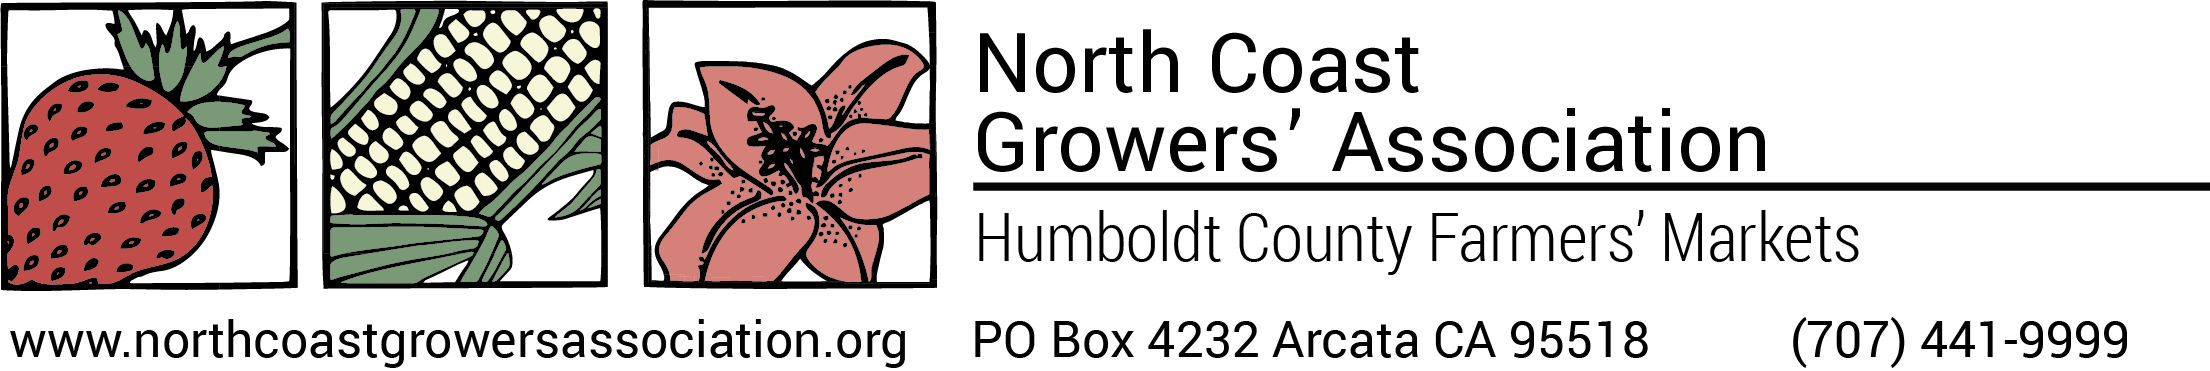 North Coast
Growers’ Association
Humboldt County Farmers’ Markets
www.northcoastgrowersassociation.org
PO Box 4232 Arcata CA 95518
(707) 441-9999